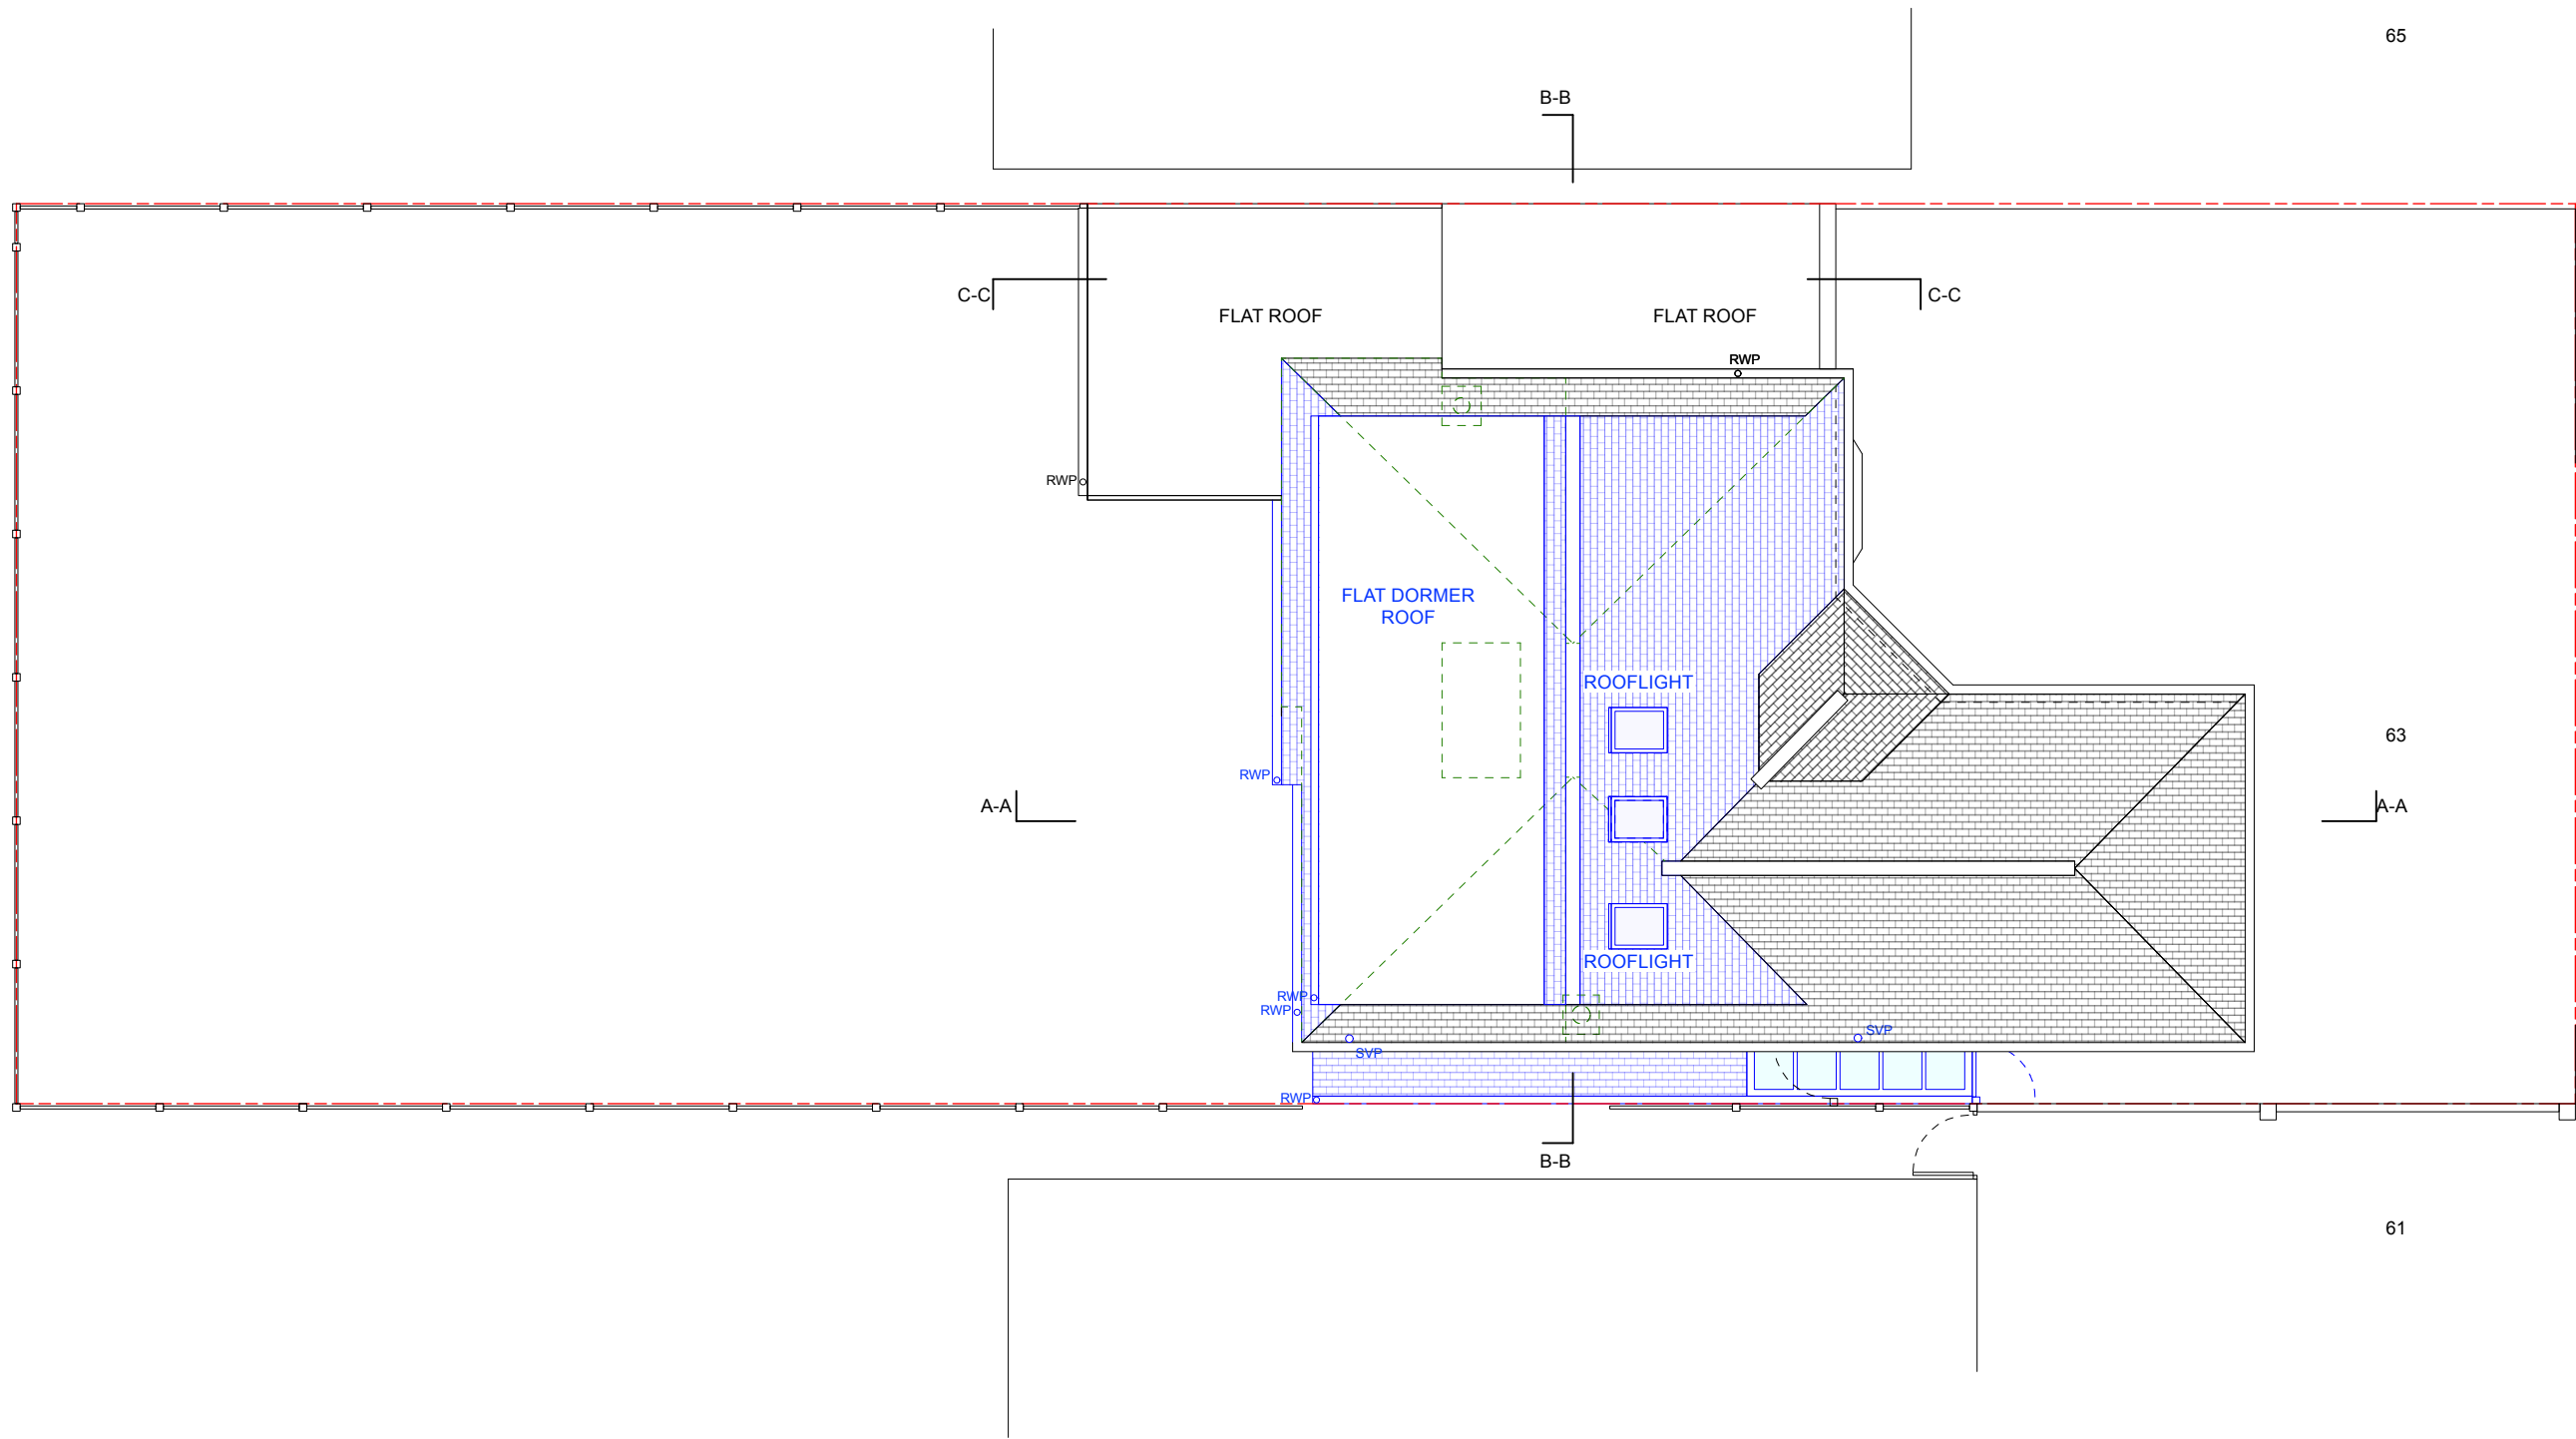 65
B-B
C-C
C-C
FLAT ROOF
FLAT ROOF
RWP
RWP
FLAT DORMER
ROOF
ROOFLIGHT
63
RWP
A-A
A-A
ROOFLIGHT
RWP
RWP
SVP
SVP
RWP
B-B
61